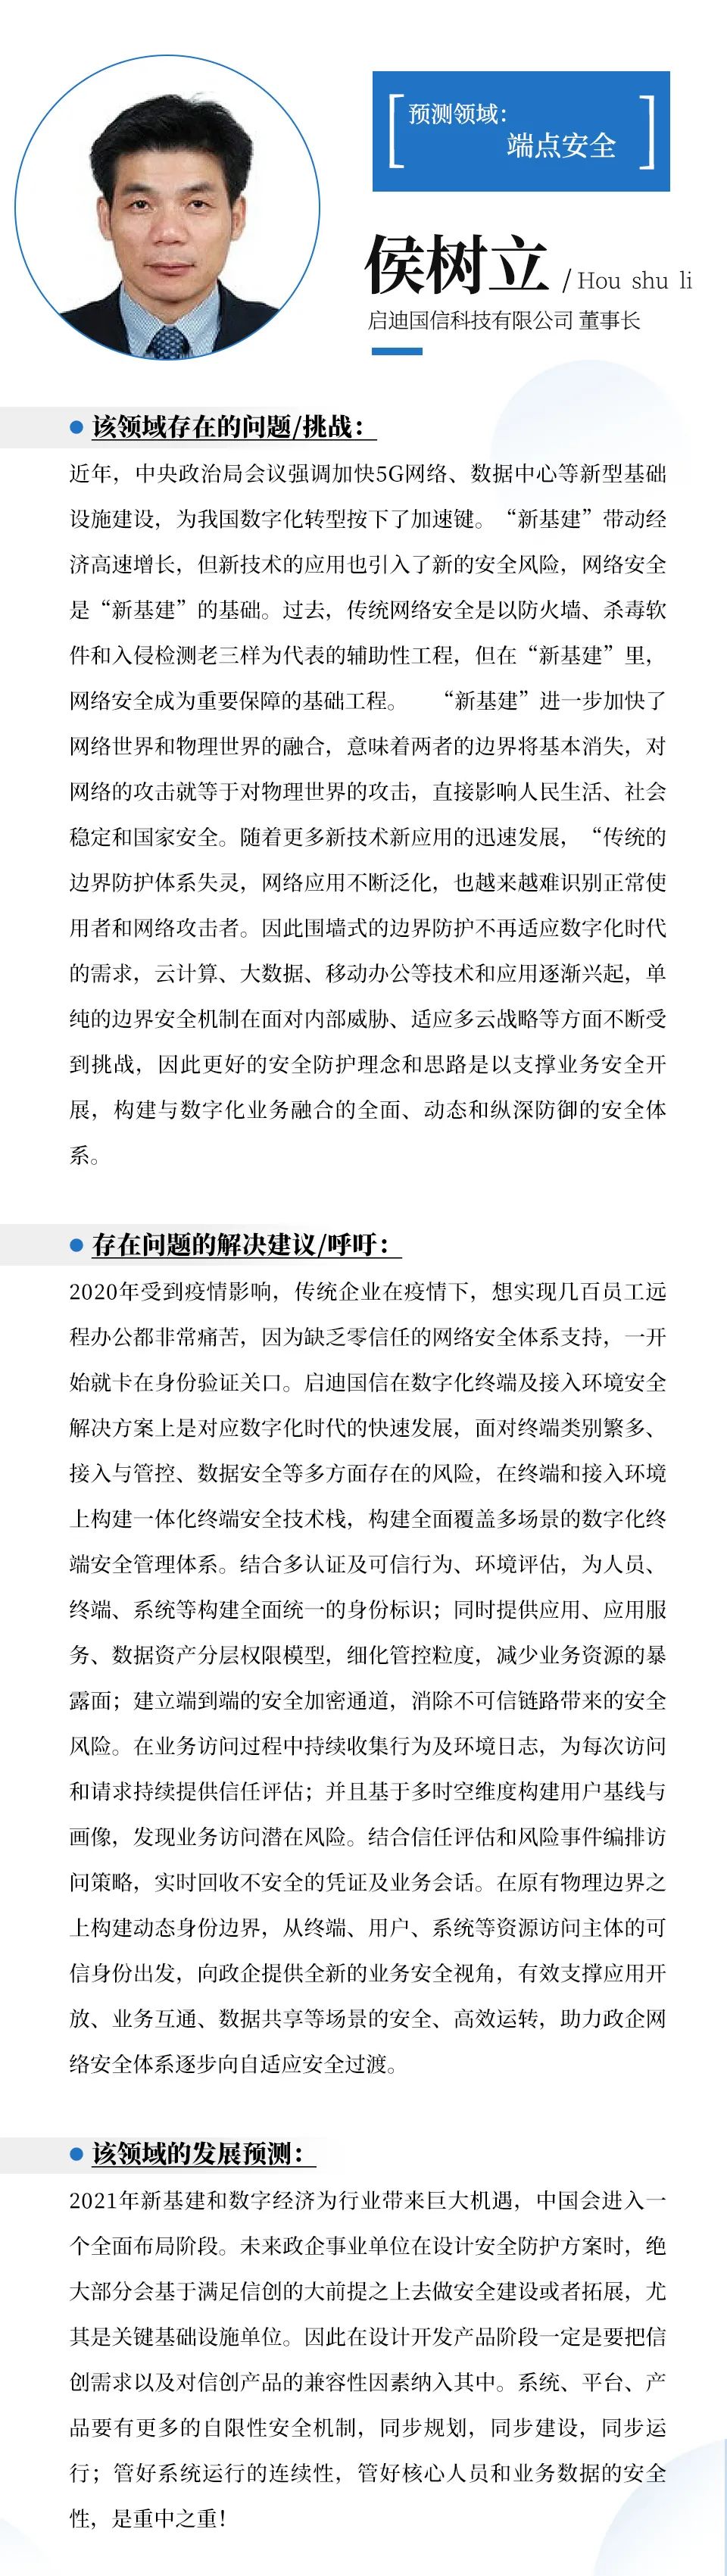 预测领域：
端点安全
侯树立 / Hou shu li
启迪国信科技有限公司 董事长
该领域存在的问题/挑战：
近年，中央政治局会议强调加快5G网络、数据中心等新型基础
设施建设，为我国数字化转型按下了加速键。“新基建”带动经
济高速增长，但新技术的应用也引入了新的安全风险，网络安全
是“新基建”的基础。过去，传统网络安全是以防火墙、杀毒软
件和入侵检测老三样为代表的辅助性工程，但在“新基建”里，
网络安全成为重要保障的基础工程。 “新基建”进一步加快了
网络世界和物理世界的融合，意味着两者的边界将基本消失，对
网络的攻击就等于对物理世界的攻击，直接影响人民生活、社会
稳定和国家安全。随着更多新技术新应用的迅速发展，“传统的
边界防护体系失灵，网络应用不断泛化，也越来越难识别正常使
用者和网络攻击者。因此围墙式的边界防护不再适应数字化时代
的需求，云计算、大数据、移动办公等技术和应用逐渐兴起，单
纯的边界安全机制在面对内部威胁、适应多云战略等方面不断受
到挑战，因此更好的安全防护理念和思路是以支撑业务安全开
展，构建与数字化业务融合的全面、动态和纵深防御的安全体
系。
存在问题的解决建议/呼吁：
2020年受到疫情影响，传统企业在疫情下，想实现几百员工远
程办公都非常痛苦，因为缺乏零信任的网络安全体系支持，一开
始就卡在身份验证关口。启迪国信在数字化终端及接入环境安全
解决方案上是对应数字化时代的快速发展，面对终端类别繁多、
接入与管控、数据安全等多方面存在的风险，在终端和接入环境
上构建一体化终端安全技术栈，构建全面覆盖多场景的数字化终
端安全管理体系。结合多认证及可信行为、环境评估，为人员、
终端、系统等构建全面统一的身份标识；同时提供应用、应用服
务、数据资产分层权限模型，细化管控粒度，减少业务资源的暴
露面；建立端到端的安全加密通道，消除不可信链路带来的安全
风险。在业务访问过程中持续收集行为及环境日志，为每次访问
和请求持续提供信任评估；并且基于多时空维度构建用户基线与
画像，发现业务访问潜在风险。结合信任评估和风险事件编排访
问策略，实时回收不安全的凭证及业务会话。在原有物理边界之
上构建动态身份边界，从终端、用户、系统等资源访问主体的可
信身份出发，向政企提供全新的业务安全视角，有效支撑应用开
放、业务互通、数据共享等场景的安全、高效运转，助力政企网
络安全体系逐步向自适应安全过渡。
该领域的发展预测：
2021年新基建和数字经济为行业带来巨大机遇，中国会进入一
个全面布局阶段。未来政企事业单位在设计安全防护方案时，绝
大部分会基于满足信创的大前提之上去做安全建设或者拓展，尤
其是关键基础设施单位。因此在设计开发产品阶段一定是要把信
创需求以及对信创产品的兼容性因素纳入其中。系统、平台、产
品要有更多的自限性安全机制，同步规划，同步建设，同步运
行；管好系统运行的连续性，管好核心人员和业务数据的安全
性，是重中之重！